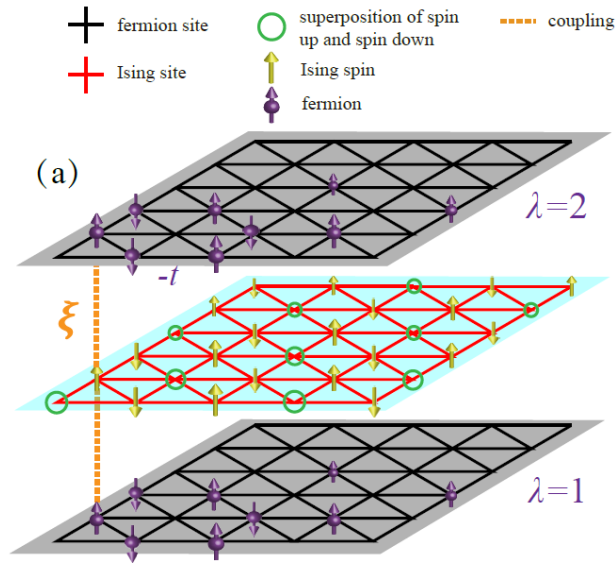 fermion site
superposition of spin
up and spin down
coupling
Ising site
Ising spin
fermion
(a)
λ=2
-t
ξ
λ=1